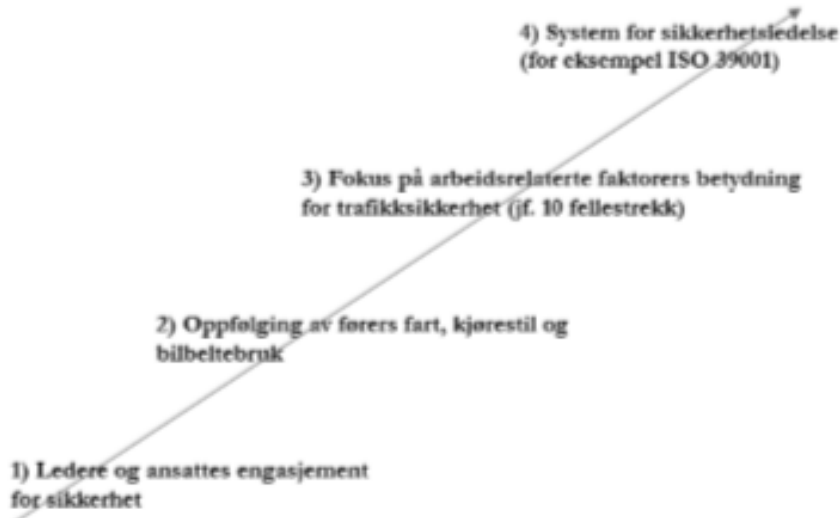 4) System for sikkerhetsledelse
(for eksempel ISO 39001)
3) Fokus på arbeidsrelaterte faktorers betydning
for trafikksikkerhet (jf. 10 fellestrekk)
2) Oppfølging av førers fart, kjørestil og
bilbeltebruk
1) Ledere og ansattes engasjement
for sikkerhet